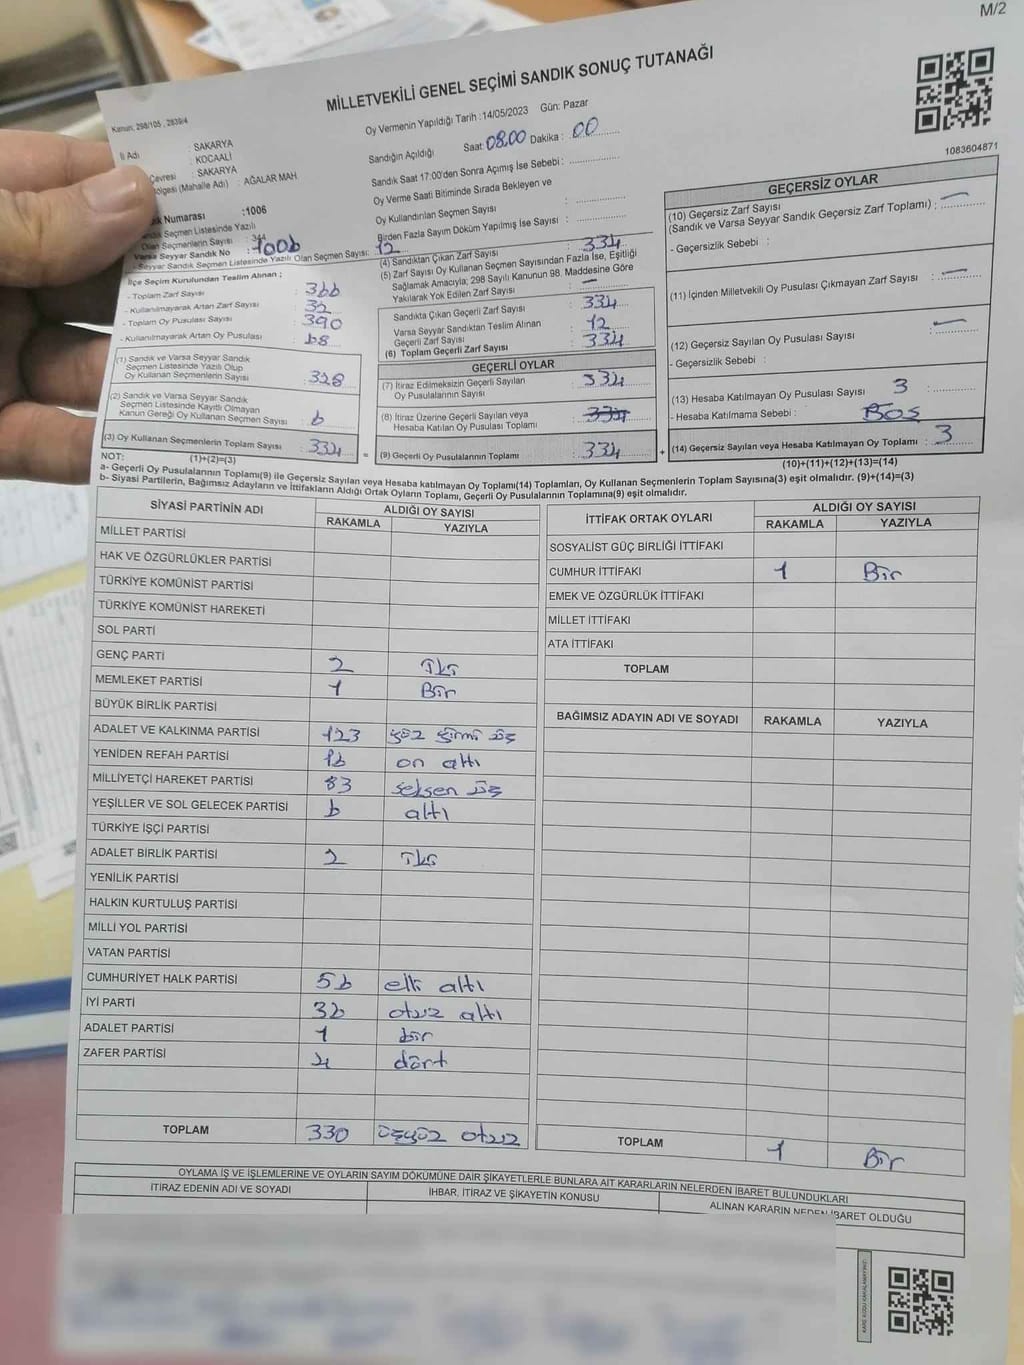 M/2
MİLLETVEKİLİ GENEL SEÇİMİ SANDIK SONUÇ TUTANAĞI
Kanun: 298/105 , 2839/4
İl Adı : SAKARYA
: KOCAALİ
Çevresi : SAKARYA
ölgesi (Mahalle Adı) : AĞALAR MAH
Numarası :1006
andık Seçmen Listesinde Yazılı
Olan Seçmenlerin Sayısı : 344
Varsa Seyyar Sandık No : 1006
- Seyyar Sandık Seçmen Listesinde Yazılı Olan Seçmen Sayısı: 12
Oy Vermenin Yapıldığı Tarih : 14/05/2023 Gün: Pazar
Sandığın Açıldığı Saat: 08.00 Dakika : 00
Sandık Saat 17:00'den Sonra Açımış İse Sebebi :
Oy Verme Saati Bitiminde Sırada Bekleyen ve
Oy Kullandırılan Seçmen Sayısı :
Birden Fazla Sayım Döküm Yapılmış İse Sayısı :
1083604871
İlçe Seçim Kurulundan Teslim Alınan ;
- Toplam Zarf Sayısı : 366
- Kullanılmayarak Artan Zarf Sayısı : 32
- Toplam Oy Pusulası Sayısı : 390
- Kullanılmayarak Artan Oy Pusulası : 68
(1) Sandık ve Varsa Seyyar Sandık
Seçmen Listesinde Yazılı Olup
Oy Kullanan Seçmenlerin Sayısı : 328
(2) Sandık ve Varsa Seyyar Sandık
Seçmen Listesinde Kayıtlı Olmayan
Kanun Gereği Oy Kullanan Seçmen Sayısı : 6
(3) Oy Kullanan Seçmenlerin Toplam Sayısı : 334
(4) Sandıktan Çıkan Zarf Sayısı : 334
(5) Zarf Sayısı Oy Kullanan Seçmen Sayısından Fazla İse, Eşitliği
Sağlamak Amacıyla; 298 Sayılı Kanunun 98. Maddesine Göre
Yakılarak Yok Edilen Zarf Sayısı : —
Sandıkta Çıkan Geçerli Zarf Sayısı : 334
Varsa Seyyar Sandıktan Teslim Alınan
Geçerli Zarf Sayısı : 12
(6) Toplam Geçerli Zarf Sayısı : 334
GEÇERLİ OYLAR
(7) İtiraz Edilmeksizin Geçerli Sayılan
Oy Pusulasının Sayısı : 334
(8) İtiraz Üzerine Geçerli Sayılan veya
Hesaba Katılan Oy Pusulası Toplamı : 334
= (9) Geçerli Oy Pusulalarının Toplamı : 334
GEÇERSİZ OYLAR
(10) Geçersiz Zarf Sayısı
(Sandık ve Varsa Seyyar Sandık Geçersiz Zarf Toplamı) : —
- Geçersizlik Sebebi :
(11) İçinden Milletvekili Oy Pusulası Çıkmayan Zarf Sayısı : —
(12) Geçersiz Sayılan Oy Pusulası Sayısı : —
- Geçersizlik Sebebi :
(13) Hesaba Katılmayan Oy Pusulası Sayısı : 3
- Hesaba Katılmama Sebebi : Boş
+ (14) Geçersiz Sayılan veya Hesaba Katılmayan Oy Toplamı : 3
NOT: (1)+(2)=(3)
(10)+(11)+(12)+(13)=(14)
a- Geçerli Oy Pusulalarının Toplamı(9) ile Geçersiz Sayılan veya Hesaba katılmayan Oy Toplamı(14) Toplamları, Oy Kullanan Seçmenlerin Toplam Sayısına(3) eşit olmalıdır. (9)+(14)=(3)
b- Siyasi Partilerin, Bağımsız Adayların ve İttifakların Aldığı Ortak Oyların Toplamı, Geçerli Oy Pusulalarının Toplamına(9) eşit olmalıdır.
SİYASİ PARTİNİN ADI
ALDIĞI OY SAYISI
RAKAMLA YAZIYLA
MİLLET PARTİSİ
HAK VE ÖZGÜRLÜKLER PARTİSİ
TÜRKİYE KOMÜNİST PARTİSİ
TÜRKİYE KOMÜNİST HAREKETİ
SOL PARTİ
GENÇ PARTİ 2 İki
MEMLEKET PARTİSİ 1 Bir
BÜYÜK BİRLİK PARTİSİ
ADALET VE KALKINMA PARTİSİ 123 yüz yirmi üç
YENİDEN REFAH PARTİSİ 16 on altı
MİLLİYETÇİ HAREKET PARTİSİ 83 seksen üç
YEŞİLLER VE SOL GELECEK PARTİSİ 6 altı
TÜRKİYE İŞÇİ PARTİSİ
ADALET BİRLİK PARTİSİ 2 İki
YENİLİK PARTİSİ
HALKIN KURTULUŞ PARTİSİ
MİLLİ YOL PARTİSİ
VATAN PARTİSİ
CUMHURİYET HALK PARTİSİ 56 elli altı
İYİ PARTİ 36 otuz altı
ADALET PARTİSİ 1 bir
ZAFER PARTİSİ 4 dört
TOPLAM 330 üçyüz otuz
İTTİFAK ORTAK OYLARI
ALDIĞI OY SAYISI
RAKAMLA YAZIYLA
SOSYALİST GÜÇ BİRLİĞİ İTTİFAKI
CUMHUR İTTİFAKI 1 Bir
EMEK VE ÖZGÜRLÜK İTTİFAKI
MİLLET İTTİFAKI
ATA İTTİFAKI
TOPLAM
BAĞIMSIZ ADAYIN ADI VE SOYADI RAKAMLA YAZIYLA
TOPLAM 1 Bir
OYLAMA İŞ VE İŞLEMLERİNE VE OYLARIN SAYIM DÖKÜMÜNE DAİR ŞİKAYETLERLE BUNLARA AİT KARARLARIN NELERDEN İBARET BULUNDUKLARI
İTİRAZ EDENİN ADI VE SOYADI İHBAR, İTİRAZ VE ŞİKAYETİN KONUSU ALINAN KARARIN NEDEN İBARET OLDUĞU